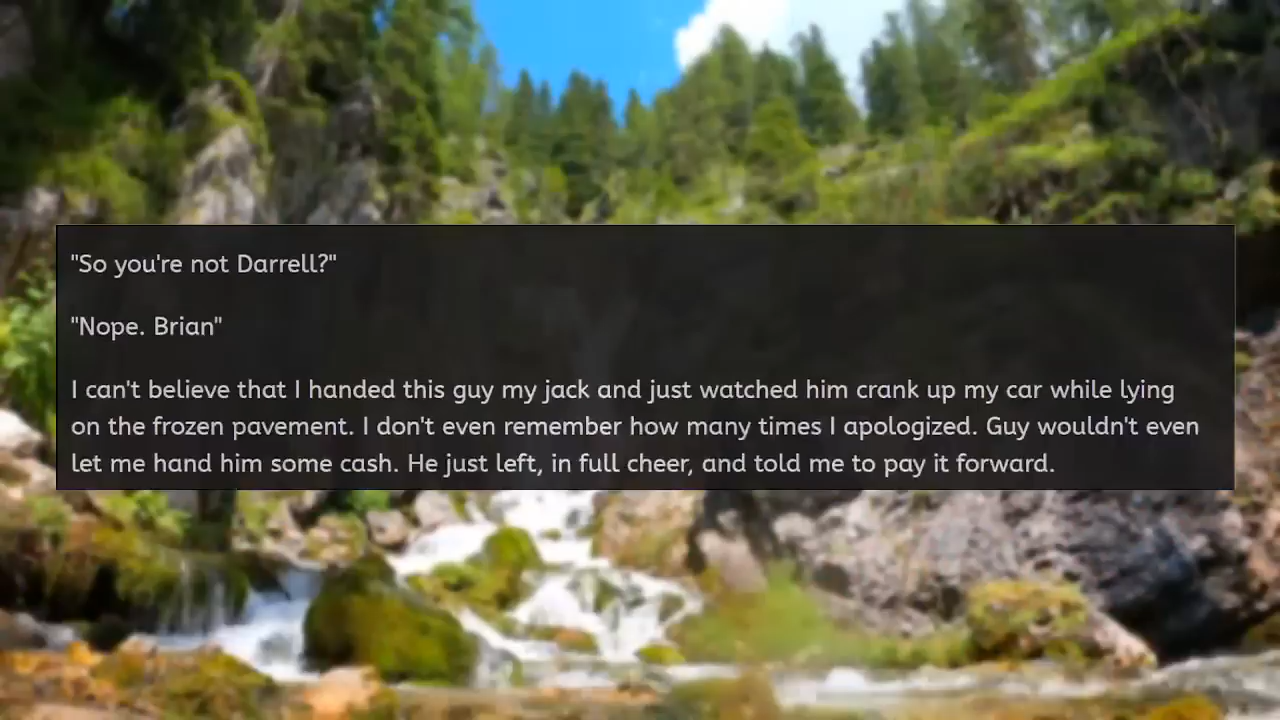 "So you're not Darrell?"
"Nope. Brian"
I can't believe that I handed this guy my jack and just watched him crank up my car while lying
on the frozen pavement. I don't even remember how many times I apologized. Guy wouldn't even
let me hand him some cash. He just left, in full cheer, and told me to pay it forward.